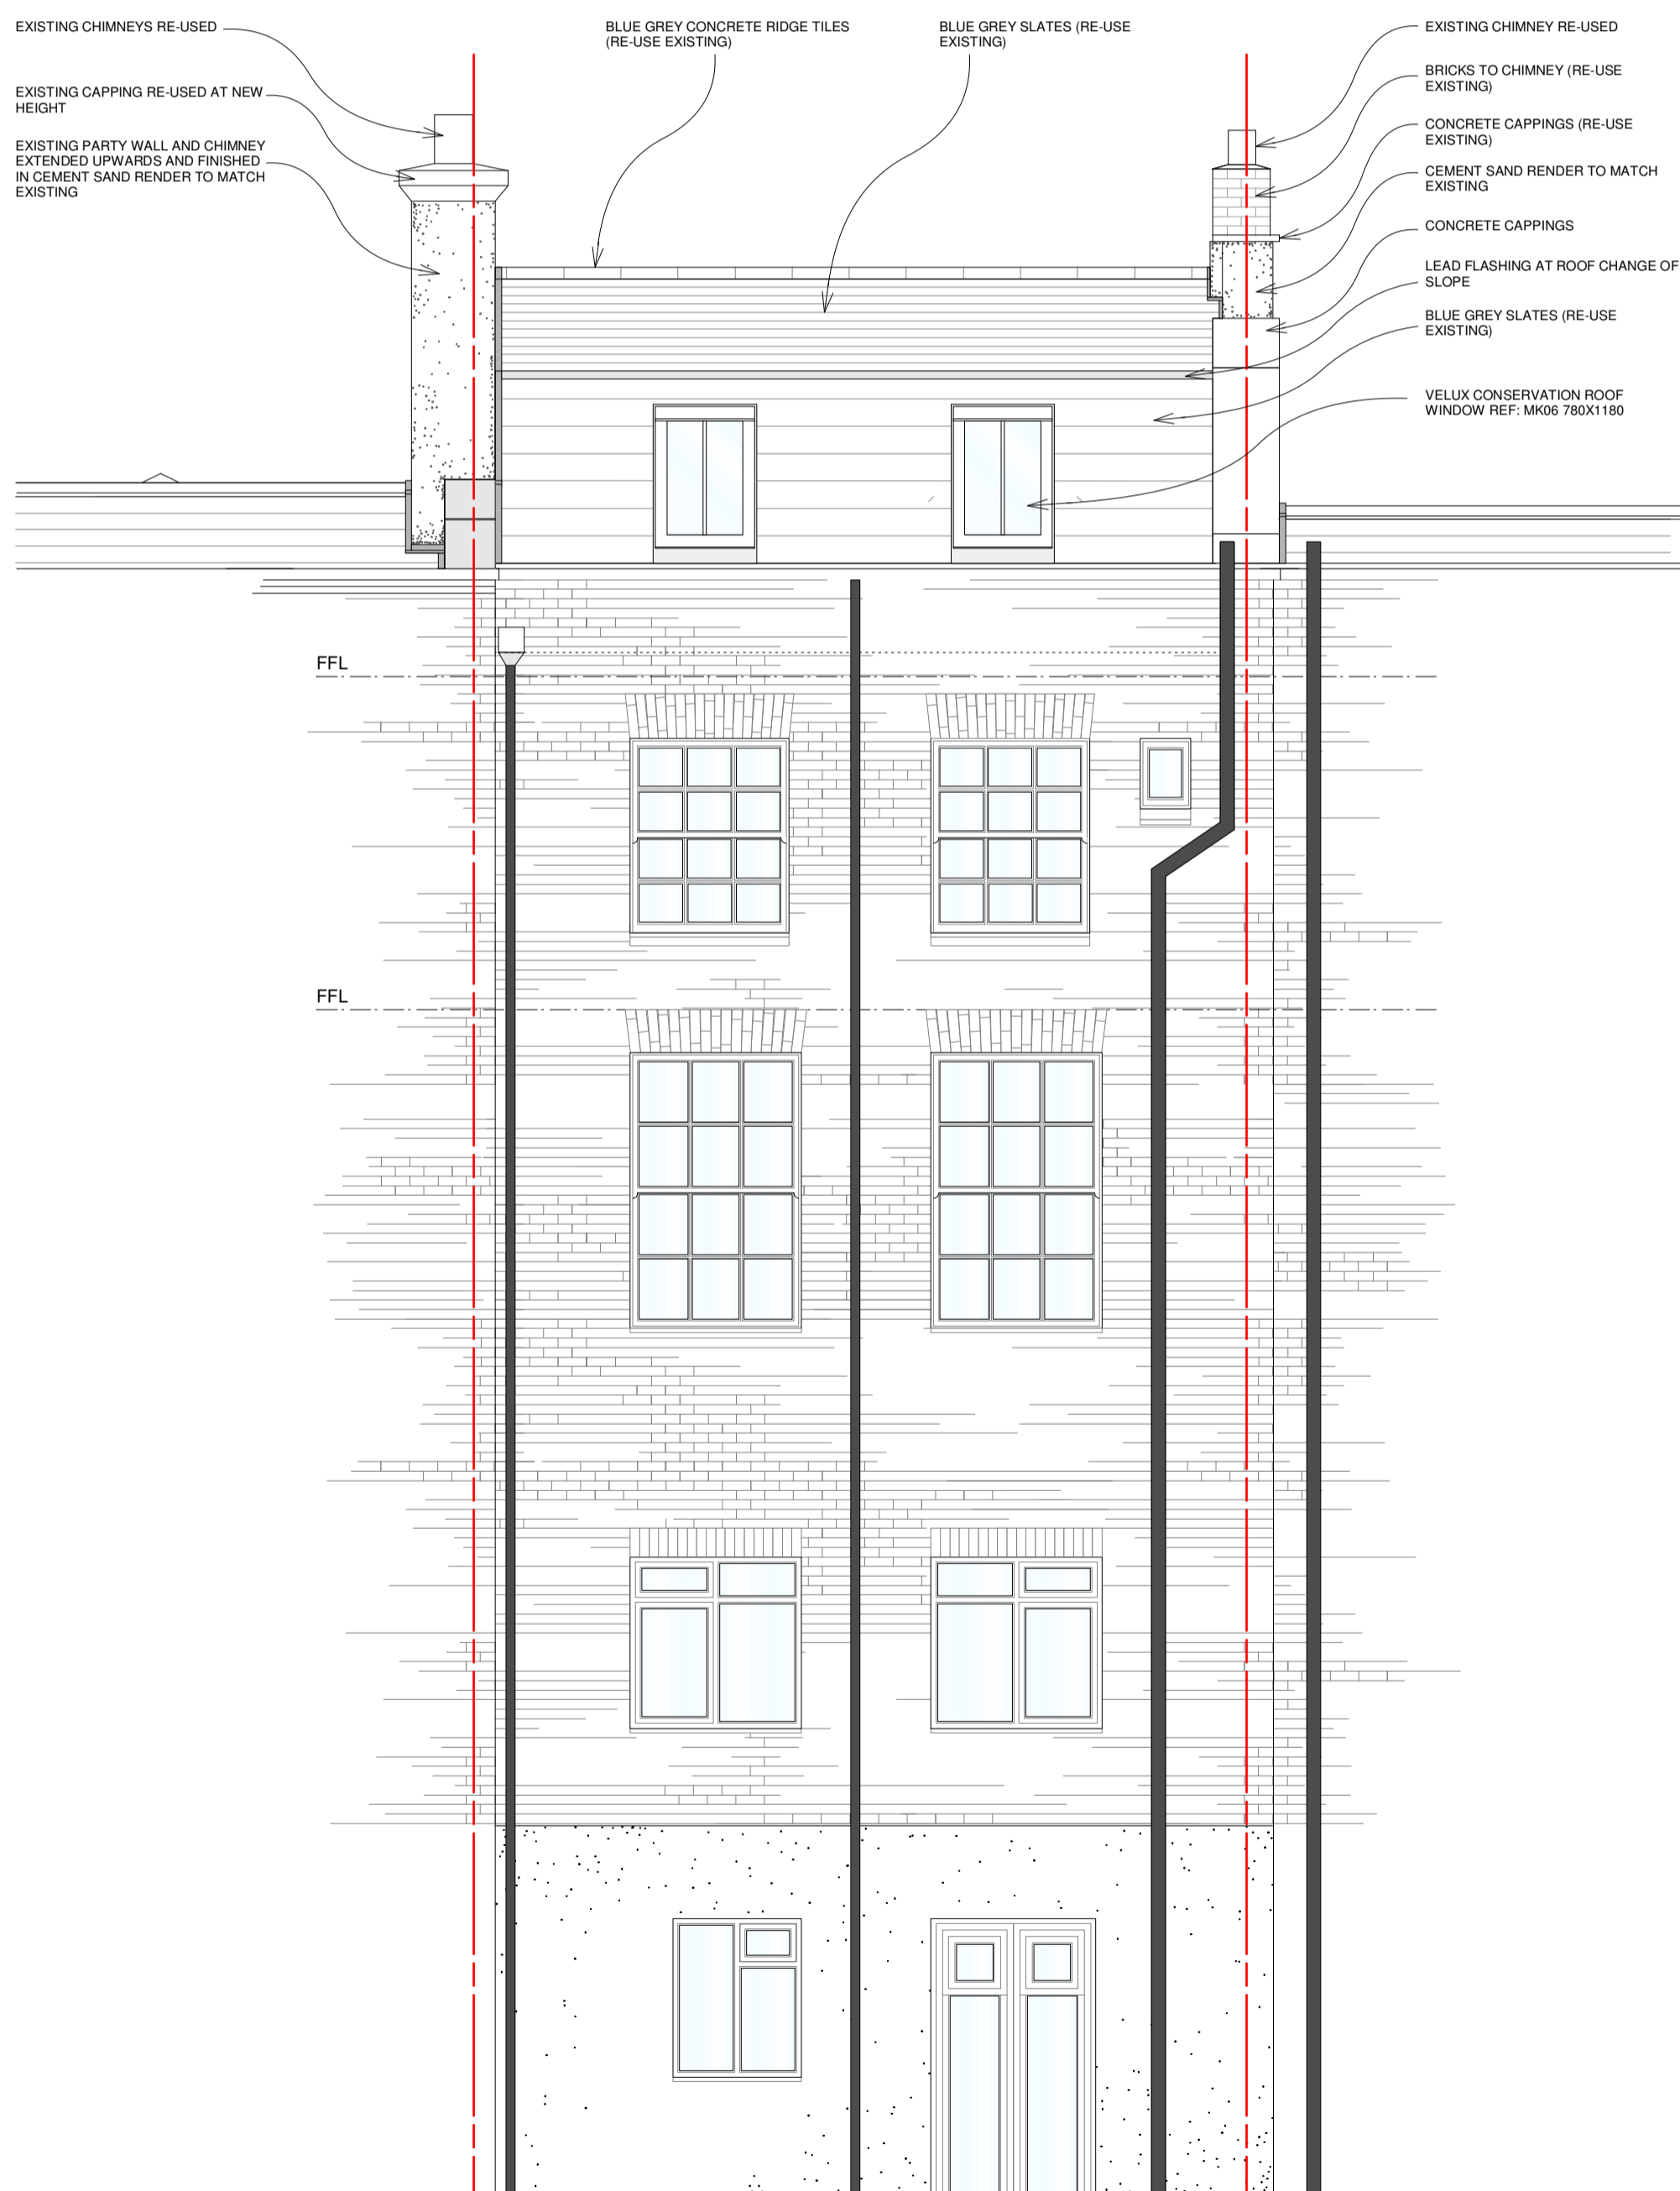 EXISTING CHIMNEYS RE-USED
EXISTING CAPPING RE-USED AT NEW
HEIGHT
EXISTING PARTY WALL AND CHIMNEY
EXTENDED UPWARDS AND FINISHED
IN CEMENT SAND RENDER TO MATCH
EXISTING
BLUE GREY CONCRETE RIDGE TILES
(RE-USE EXISTING)
BLUE GREY SLATES (RE-USE
EXISTING)
EXISTING CHIMNEY RE-USED
BRICKS TO CHIMNEY (RE-USE
EXISTING)
CONCRETE CAPPINGS (RE-USE
EXISTING)
CEMENT SAND RENDER TO MATCH
EXISTING
CONCRETE CAPPINGS
LEAD FLASHING AT ROOF CHANGE OF
SLOPE
BLUE GREY SLATES (RE-USE
EXISTING)
VELUX CONSERVATION ROOF
WINDOW REF: MK06 780X1180
FFL
FFL